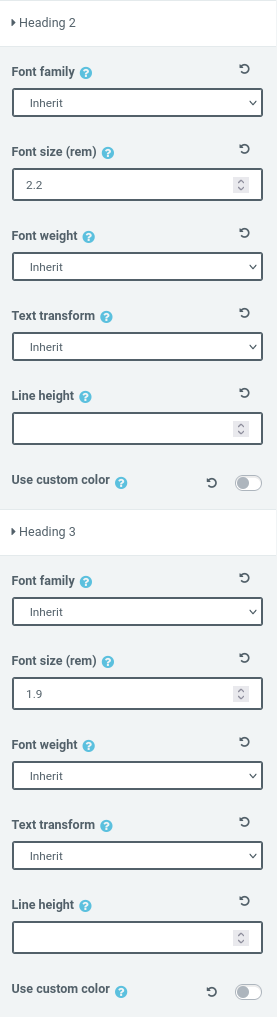 Heading 2
Font family ?
Inherit
Font size (rem) ?
2.2
Font weight ?
Inherit
Text transform ?
Inherit
Line height ?
Use custom color ?
Heading 3
Font family ?
Inherit
Font size (rem) ?
1.9
Font weight ?
Inherit
Text transform ?
Inherit
Line height ?
Use custom color ?